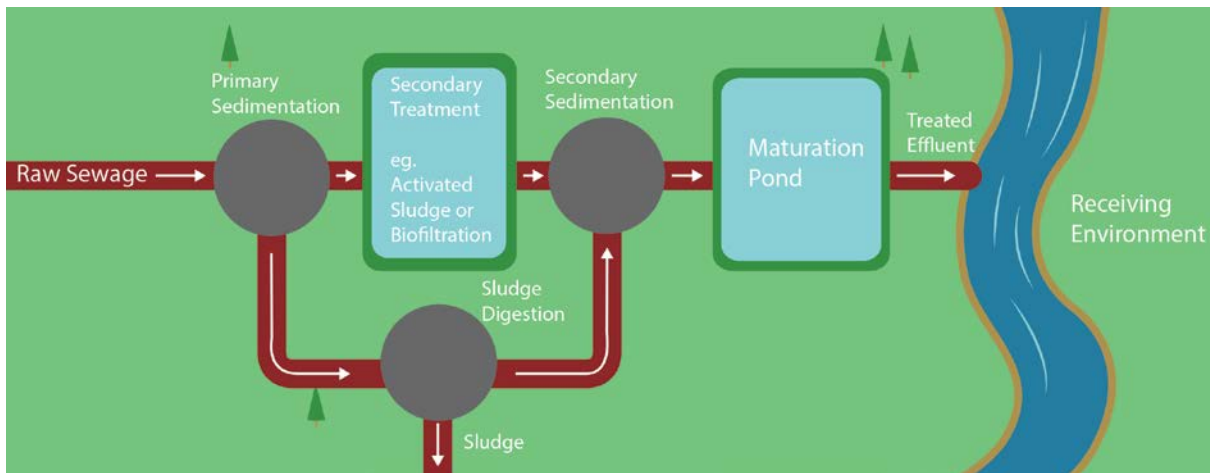 Primary
Sedimentation
Secondary
Treatment
eg.
Activated
Sludge or
Biofiltration
Secondary
Sedimentation
Maturation
Pond
Treated
Effluent
Raw Sewage
Receiving
Environment
Sludge
Digestion
Sludge